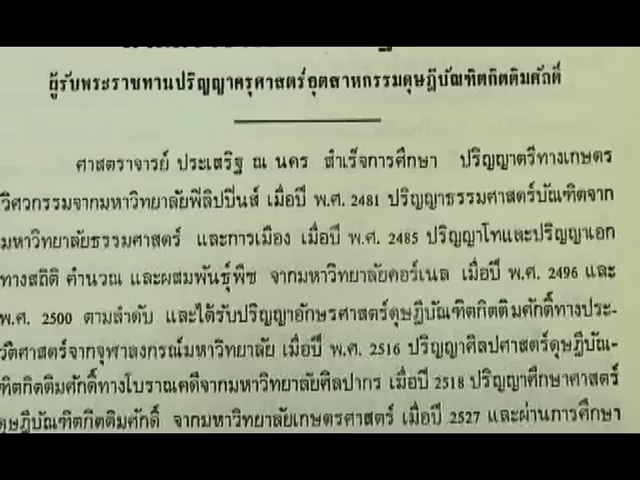 ผู้รับพระราชทานปริญญาครุศาสตร์อุตสาหกรรมดุษฎีบัณฑิตกิตติมศักดิ์
ศาสตราจารย์ ประเสริฐ ณ นคร สำเร็จการศึกษา ปริญญาตรีทางเกษตร
วิศวกรรมจากมหาวิทยาลัยฟิลิปปินส์ เมื่อปี พ.ศ. 2481 ปริญญาธรรมศาสตร์บัณฑิตจาก
มหาวิทยาลัยธรรมศาสตร์ และการเมือง เมื่อปี พ.ศ. 2485 ปริญญาโทและปริญญาเอก
ทางสถิติ คำนวณ และผสมพันธุ์พืช จากมหาวิทยาลัยคอร์เนล เมื่อปี พ.ศ. 2496 และ
พ.ศ. 2500 ตามลำดับ และได้รับปริญญาอักษรศาสตร์ดุษฎีบัณฑิตกิตติมศักดิ์ทางประ-
วัติศาสตร์จากจุฬาลงกรณ์มหาวิทยาลัย เมื่อปี พ.ศ. 2516 ปริญญาศิลปศาสตร์ดุษฎีบัณ-
ฑิตกิตติมศักดิ์ทางโบราณคดีจากมหาวิทยาลัยศิลปากร เมื่อปี 2518 ปริญญาศึกษาศาสตร์
ดุษฎีบัณฑิตกิตติมศักดิ์ จากมหาวิทยาลัยเกษตรศาสตร์ เมื่อปี 2527 และผ่านการศึกษา